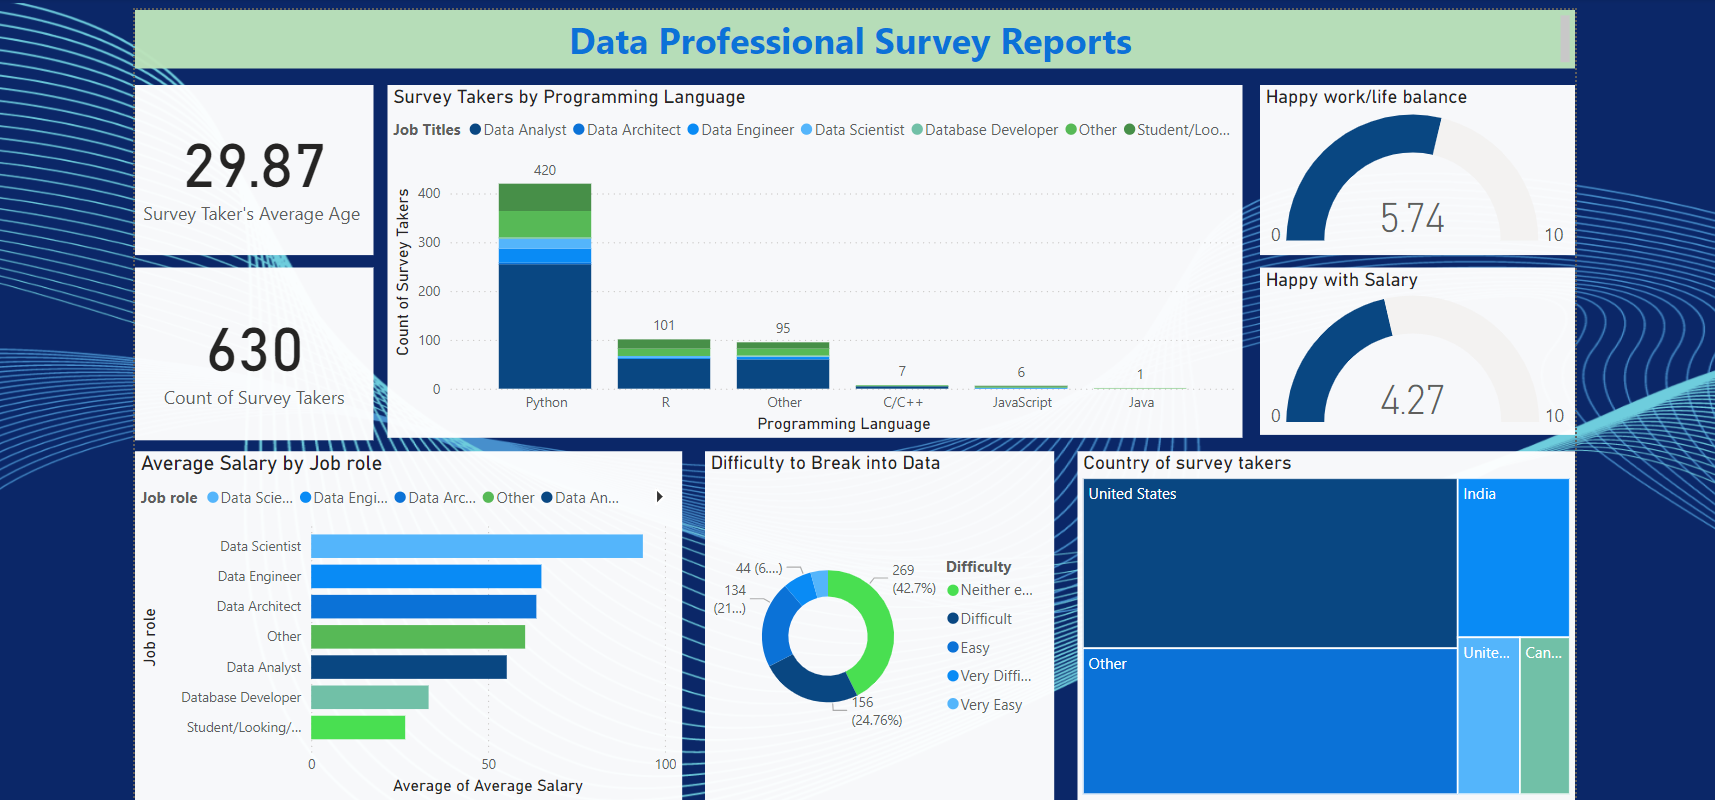 Data Professional Survey Reports
29.87
Survey Taker's Average Age
630
Count of Survey Takers
Survey Takers by Programming Language
Job Titles Data Analyst Data Architect Data Engineer Data Scientist Database Developer Other Student/Loo...
Count of Survey Takers
400
300
200
100
0
420
101
95
7
6
1
Python R Other C/C++ JavaScript Java
Programming Language
Happy work/life balance
5.74
0 10
Happy with Salary
4.27
0 10
Average Salary by Job role
Job role Data Scie... Data Engi... Data Arc... Other Data An...
Job role
Data Scientist
Data Engineer
Data Architect
Other
Data Analyst
Database Developer
Student/Looking/...
0 50 100
Average of Average Salary
Difficulty to Break into Data
44 (6....)
134
(21...)
269
(42.7%)
156
(24.76%)
Difficulty
Neither e...
Difficult
Easy
Very Diffi...
Very Easy
Country of survey takers
United States
India
Other
Unite...
Can...